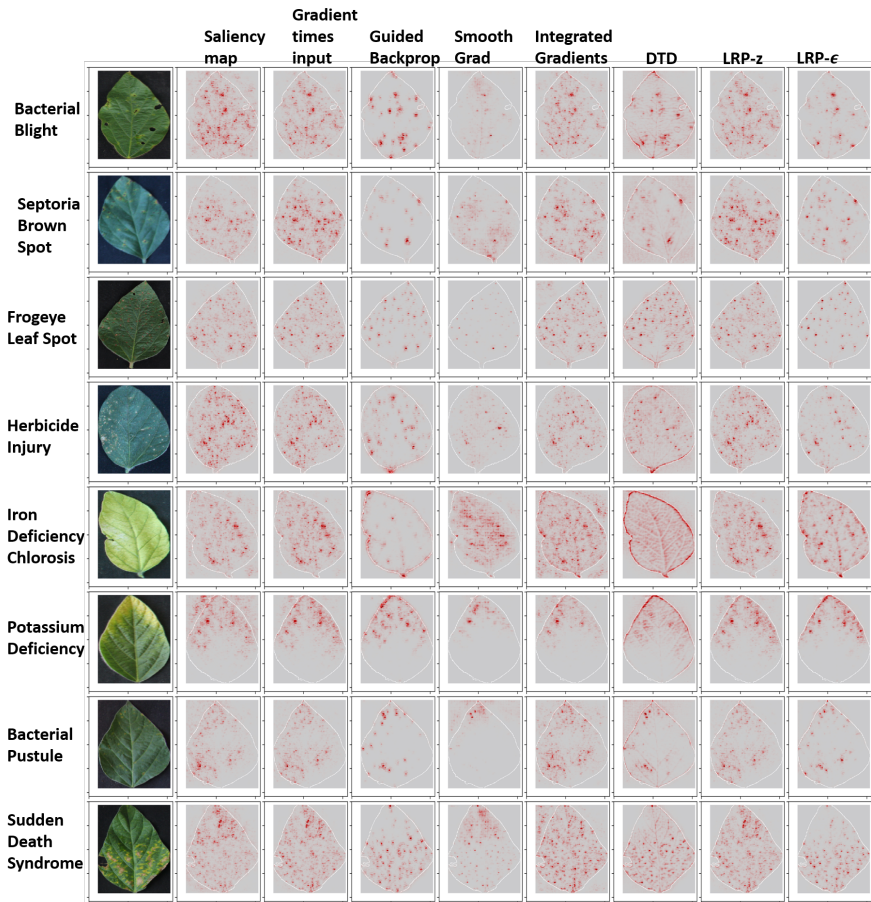 Saliency
map
Gradient
times
input
Guided
Backprop
Smooth
Grad
Integrated
Gradients
DTD
LRP-z
LRP-ϵ
Bacterial
Blight
Septoria
Brown
Spot
Frogeye
Leaf Spot
Herbicide
Injury
Iron
Deficiency
Chlorosis
Potassium
Deficiency
Bacterial
Pustule
Sudden
Death
Syndrome